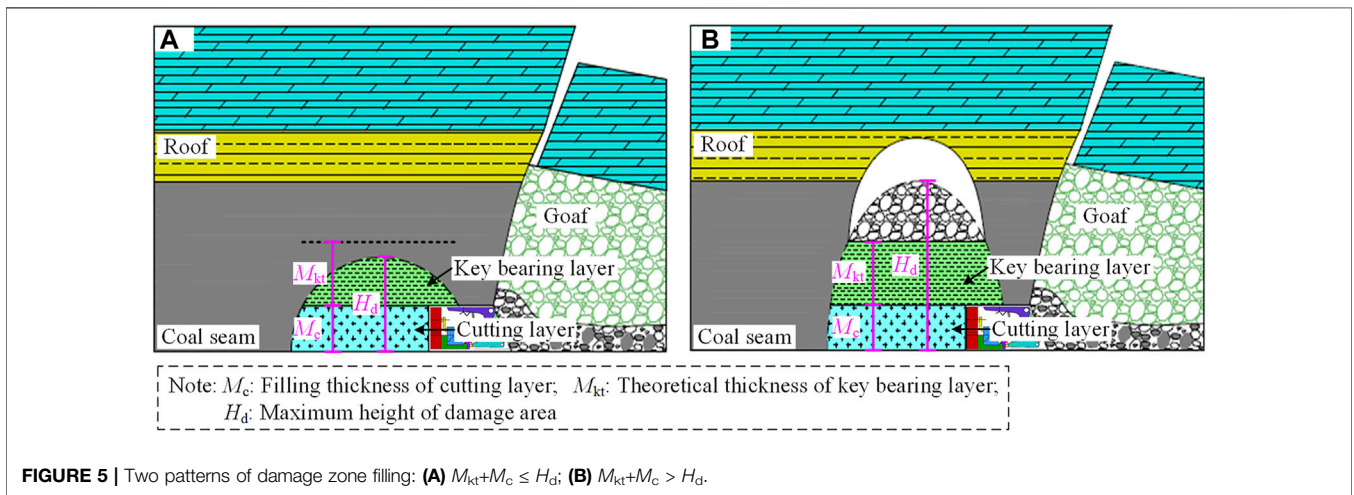 A
B
Roof
Roof
Goaf
Goaf
Mkt
Hd
Key bearing layer
Mkt
Hd
Key bearing layer
Mc
Cutting layer
Mc
Cutting layer
Coal seam
Coal seam
Note: Mc: Filling thickness of cutting layer; Mkt: Theoretical thickness of key bearing layer;
Hd: Maximum height of damage area
FIGURE 5 | Two patterns of damage zone filling: (A) Mkt+Mc ≤ Hd; (B) Mkt+Mc > Hd.